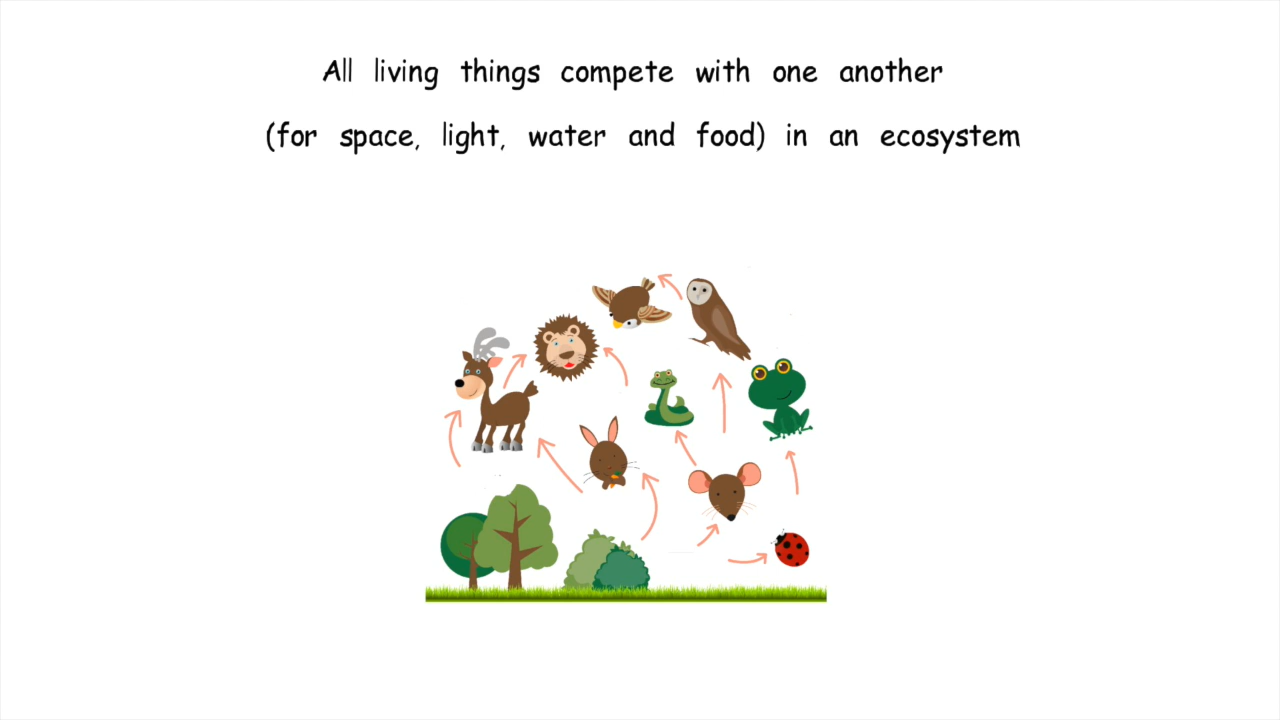 All living things compete with one another
(for space, light, water and food) in an ecosystem